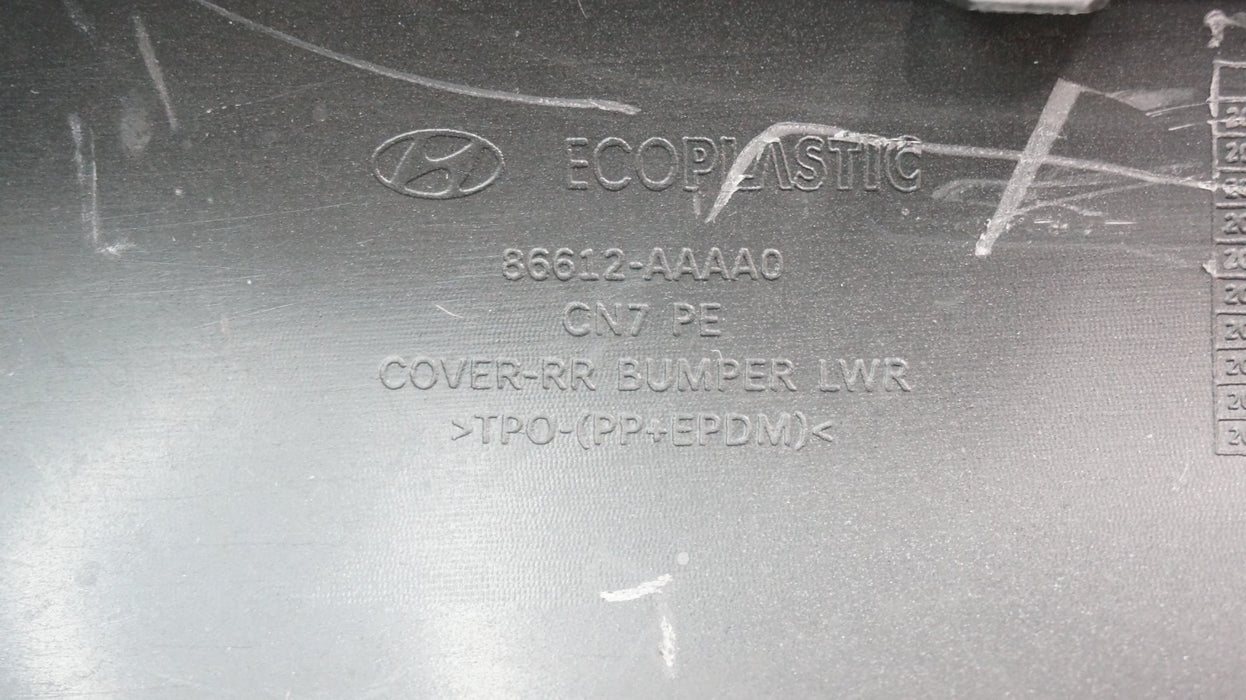 ECOPLASTIC
86612-AAAA0
CN7 PE
COVER-RR BUMPER LWR
>TPO-(PP+EPDM)<